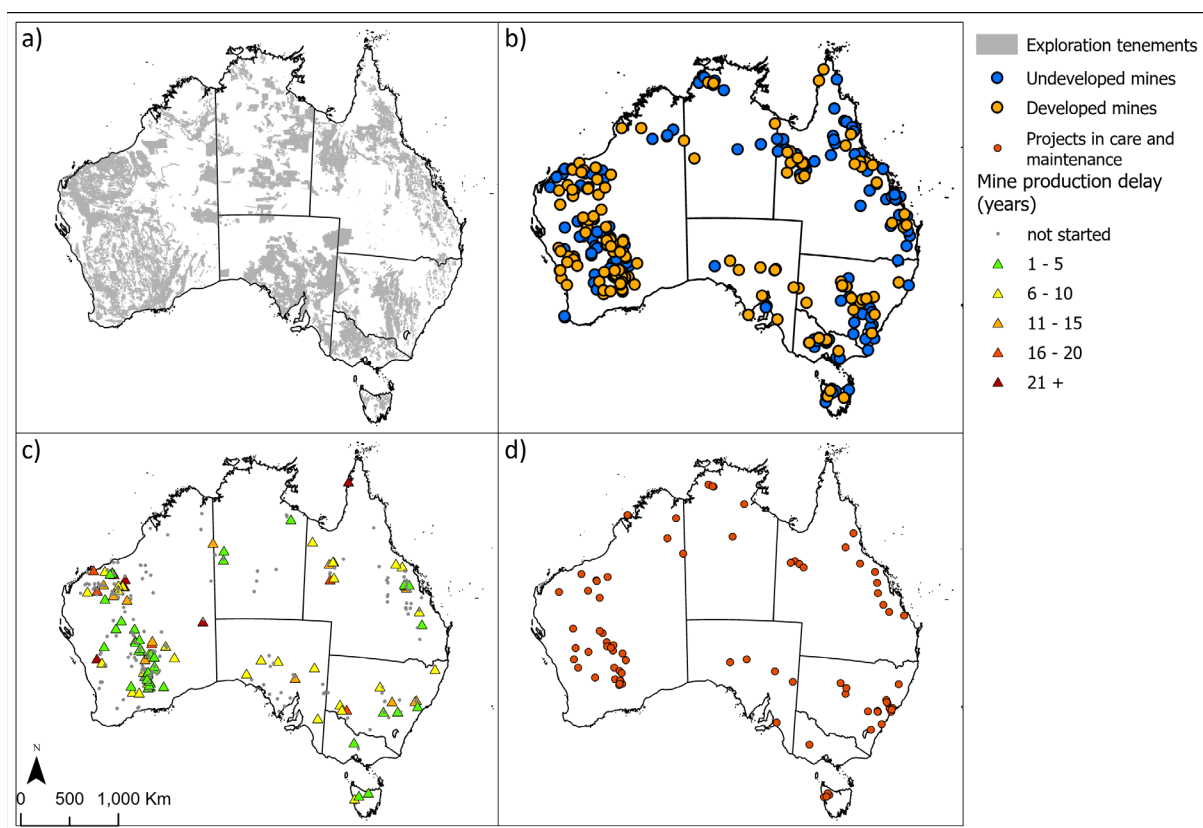 a)
b)
Exploration tenements
Undeveloped mines
Developed mines
Projects in care and
maintenance
Mine production delay
(years)
not started
1 - 5
6 - 10
11 - 15
16 - 20
21 +
c)
d)
N
0 500 1,000 Km